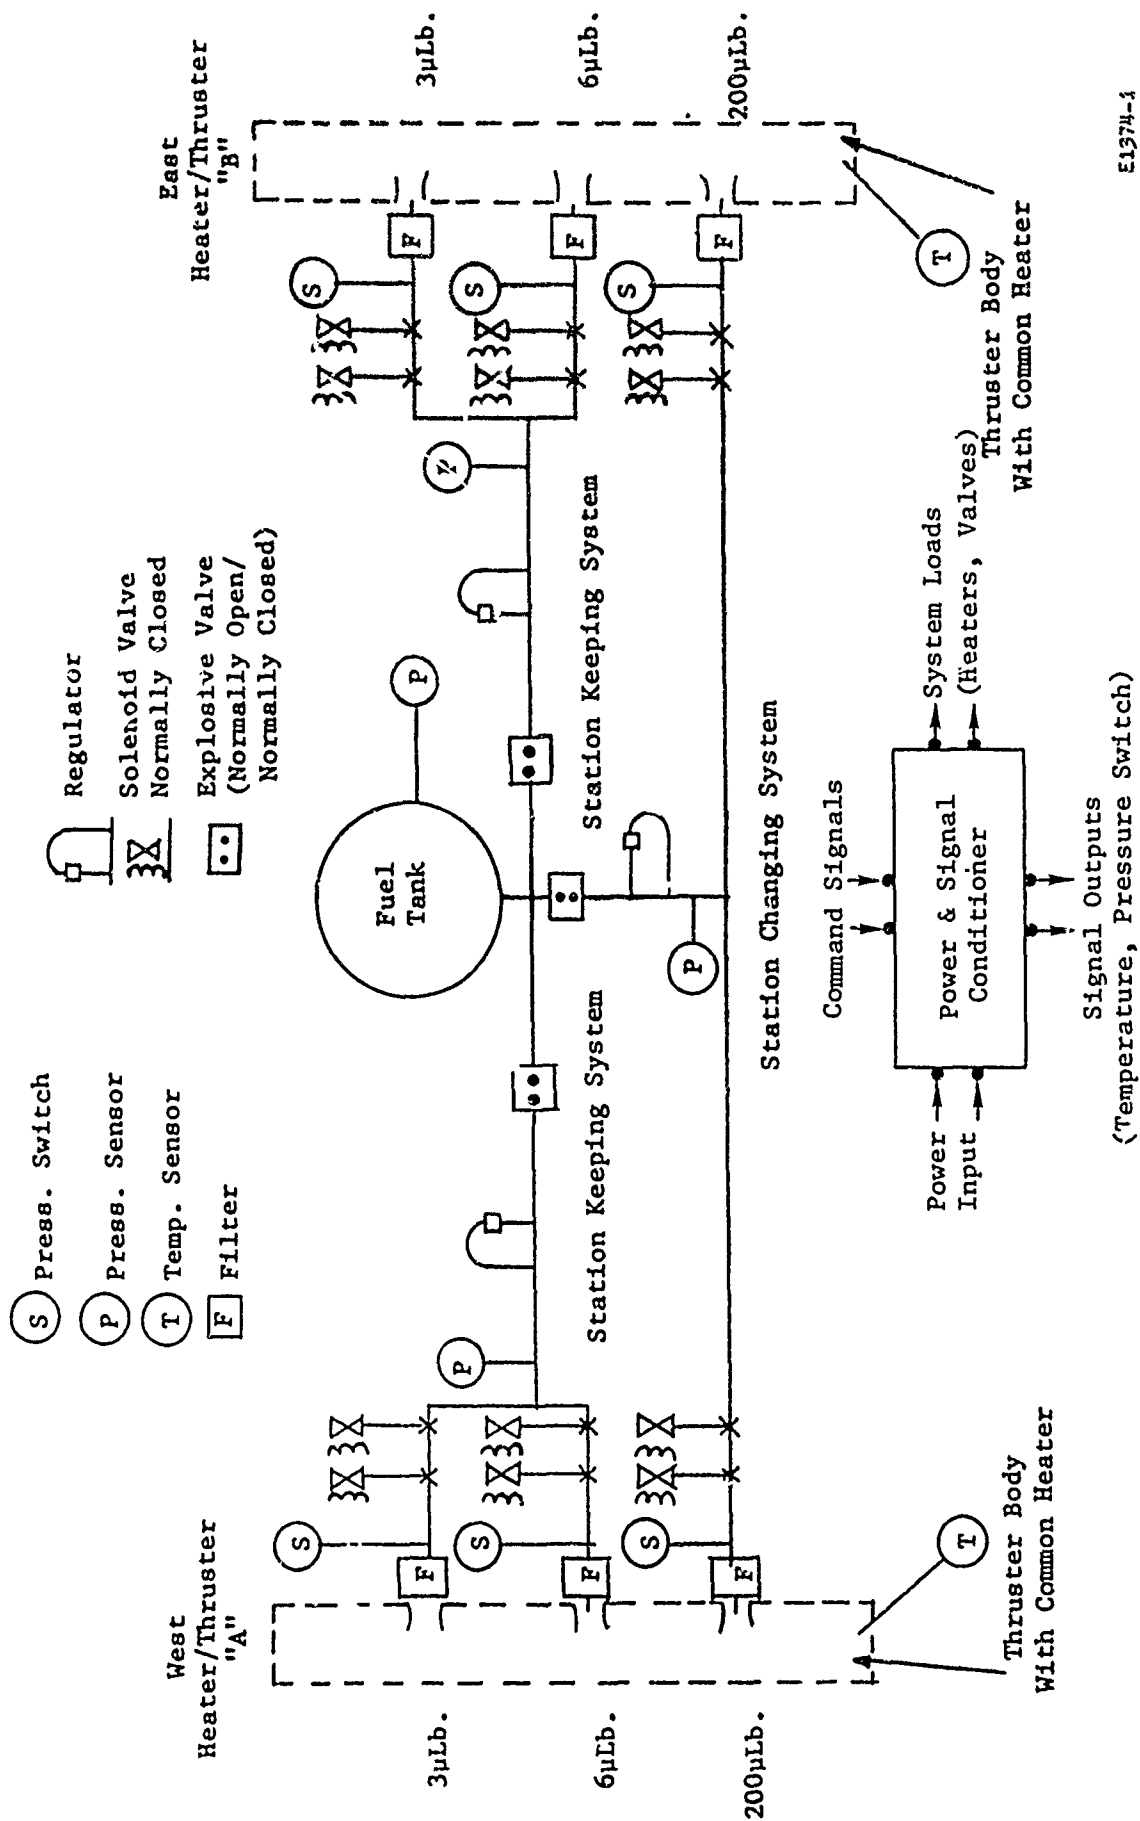 S Press. Switch
P Press. Sensor
T Temp. Sensor
F Filter
Regulator
Solenoid Valve
Normally Closed
Explosive Valve
(Normally Open/
Normally Closed)
West
Heater/Thruster
"A"
East
Heater/Thruster
"B"
Fuel
Tank
P
P
S
S
S
F
F
F
S
S
S
F
F
F
P
3μLb.
6μLb.
200μLb.
3μLb.
6μLb.
200μLb.
Station Keeping System
Station Keeping System
Station Changing System
T
Thruster Body
With Common Heater
T
Thruster Body
With Common Heater
Command Signals
Power
Input
Power & Signal
Conditioner
System Loads
(Heaters, Valves)
Signal Outputs
(Temperature, Pressure Switch)
E1374-1